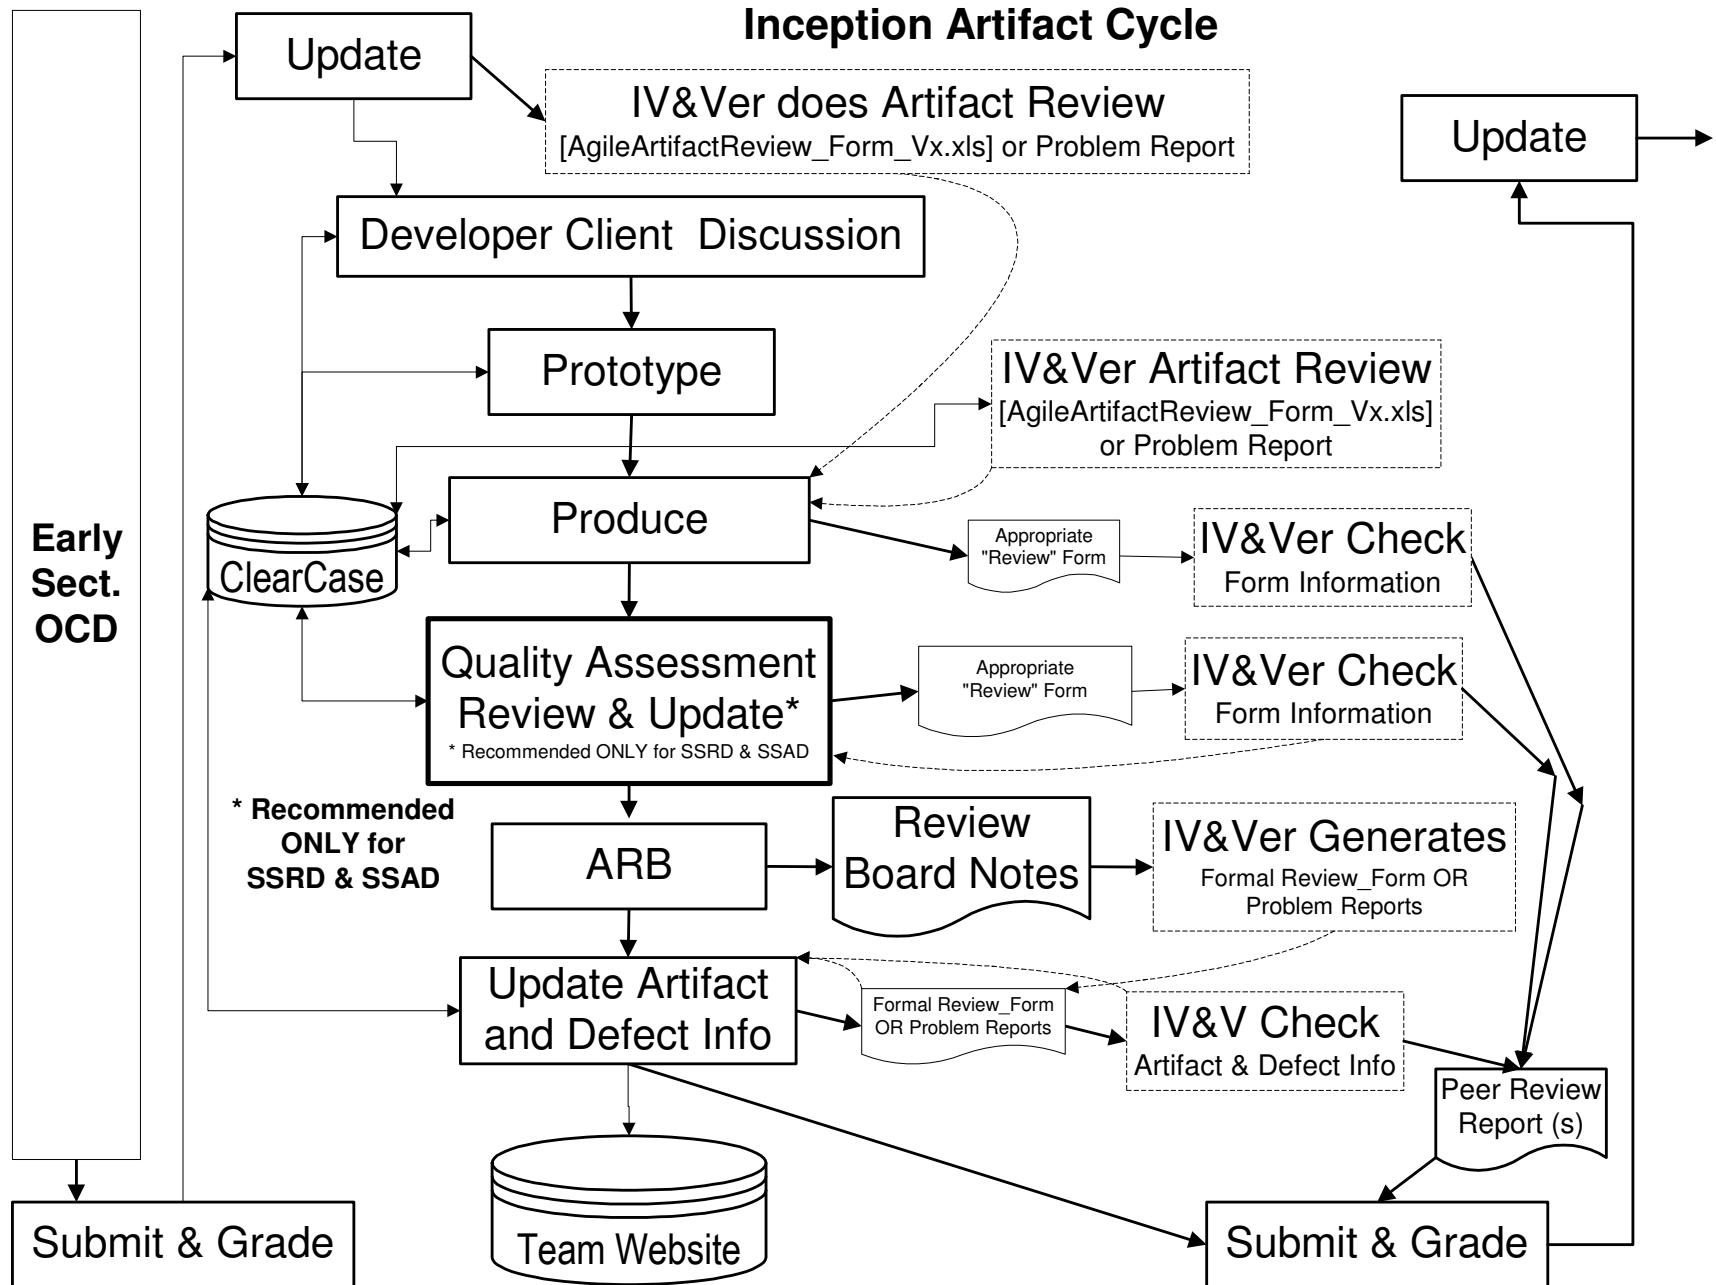 Inception Artifact Cycle
Update
IV&Ver does Artifact Review
[AgileArtifactReview_Form_Vx.xls] or Problem Report
Update
Developer Client  Discussion
Prototype
IV&Ver Artifact Review
[AgileArtifactReview_Form_Vx.xls]
or Problem Report
Early
Sect.
OCD
ClearCase
Produce
Appropriate
"Review" Form
IV&Ver Check
Form Information
Quality Assessment
Review & Update*
* Recommended ONLY for SSRD & SSAD
Appropriate
"Review" Form
IV&Ver Check
Form Information
* Recommended
ONLY for
SSRD & SSAD
ARB
Review
Board Notes
IV&Ver Generates
Formal Review_Form OR
Problem Reports
Update Artifact
and Defect Info
Formal Review_Form
OR Problem Reports
IV&V Check
Artifact & Defect Info
Peer Review
Report (s)
Submit & Grade
Team Website
Submit & Grade